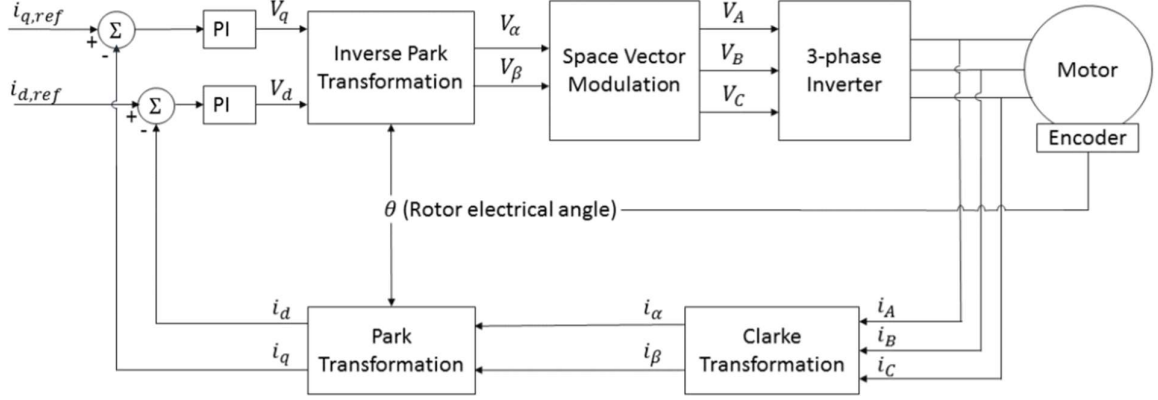 i_{q,ref}
+
-
Σ
PI
V_q
i_{d,ref}
+
-
Σ
PI
V_d
Inverse Park
Transformation
V_α
V_β
Space Vector
Modulation
V_A
V_B
V_C
3-phase
Inverter
Motor
Encoder
θ (Rotor electrical angle)
i_d
i_q
Park
Transformation
i_α
i_β
Clarke
Transformation
i_A
i_B
i_C